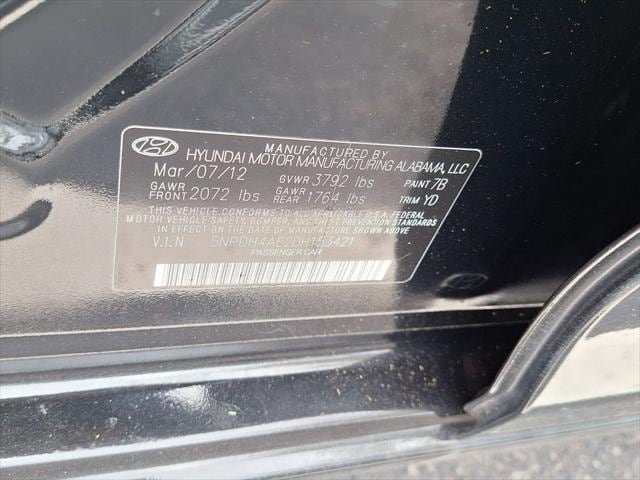 MANUFACTURED BY
HYUNDAI MOTOR MANUFACTURING ALABAMA, LLC
Mar/07/12 GVWR 3792 lbs PAINT 7B
GAWR FRONT 2072 lbs GAWR REAR 1764 lbs TRIM YD
THIS VEHICLE CONFORMS TO ALL APPLICABLE U.S.A. FEDERAL
MOTOR VEHICLE SAFETY, BUMPER, AND THEFT PREVENTION STANDARDS
IN EFFECT ON THE DATE OF MANUFACTURE SHOWN ABOVE.
V.I.N 5NPDH4AE2DH153421
PASSENGER CAR